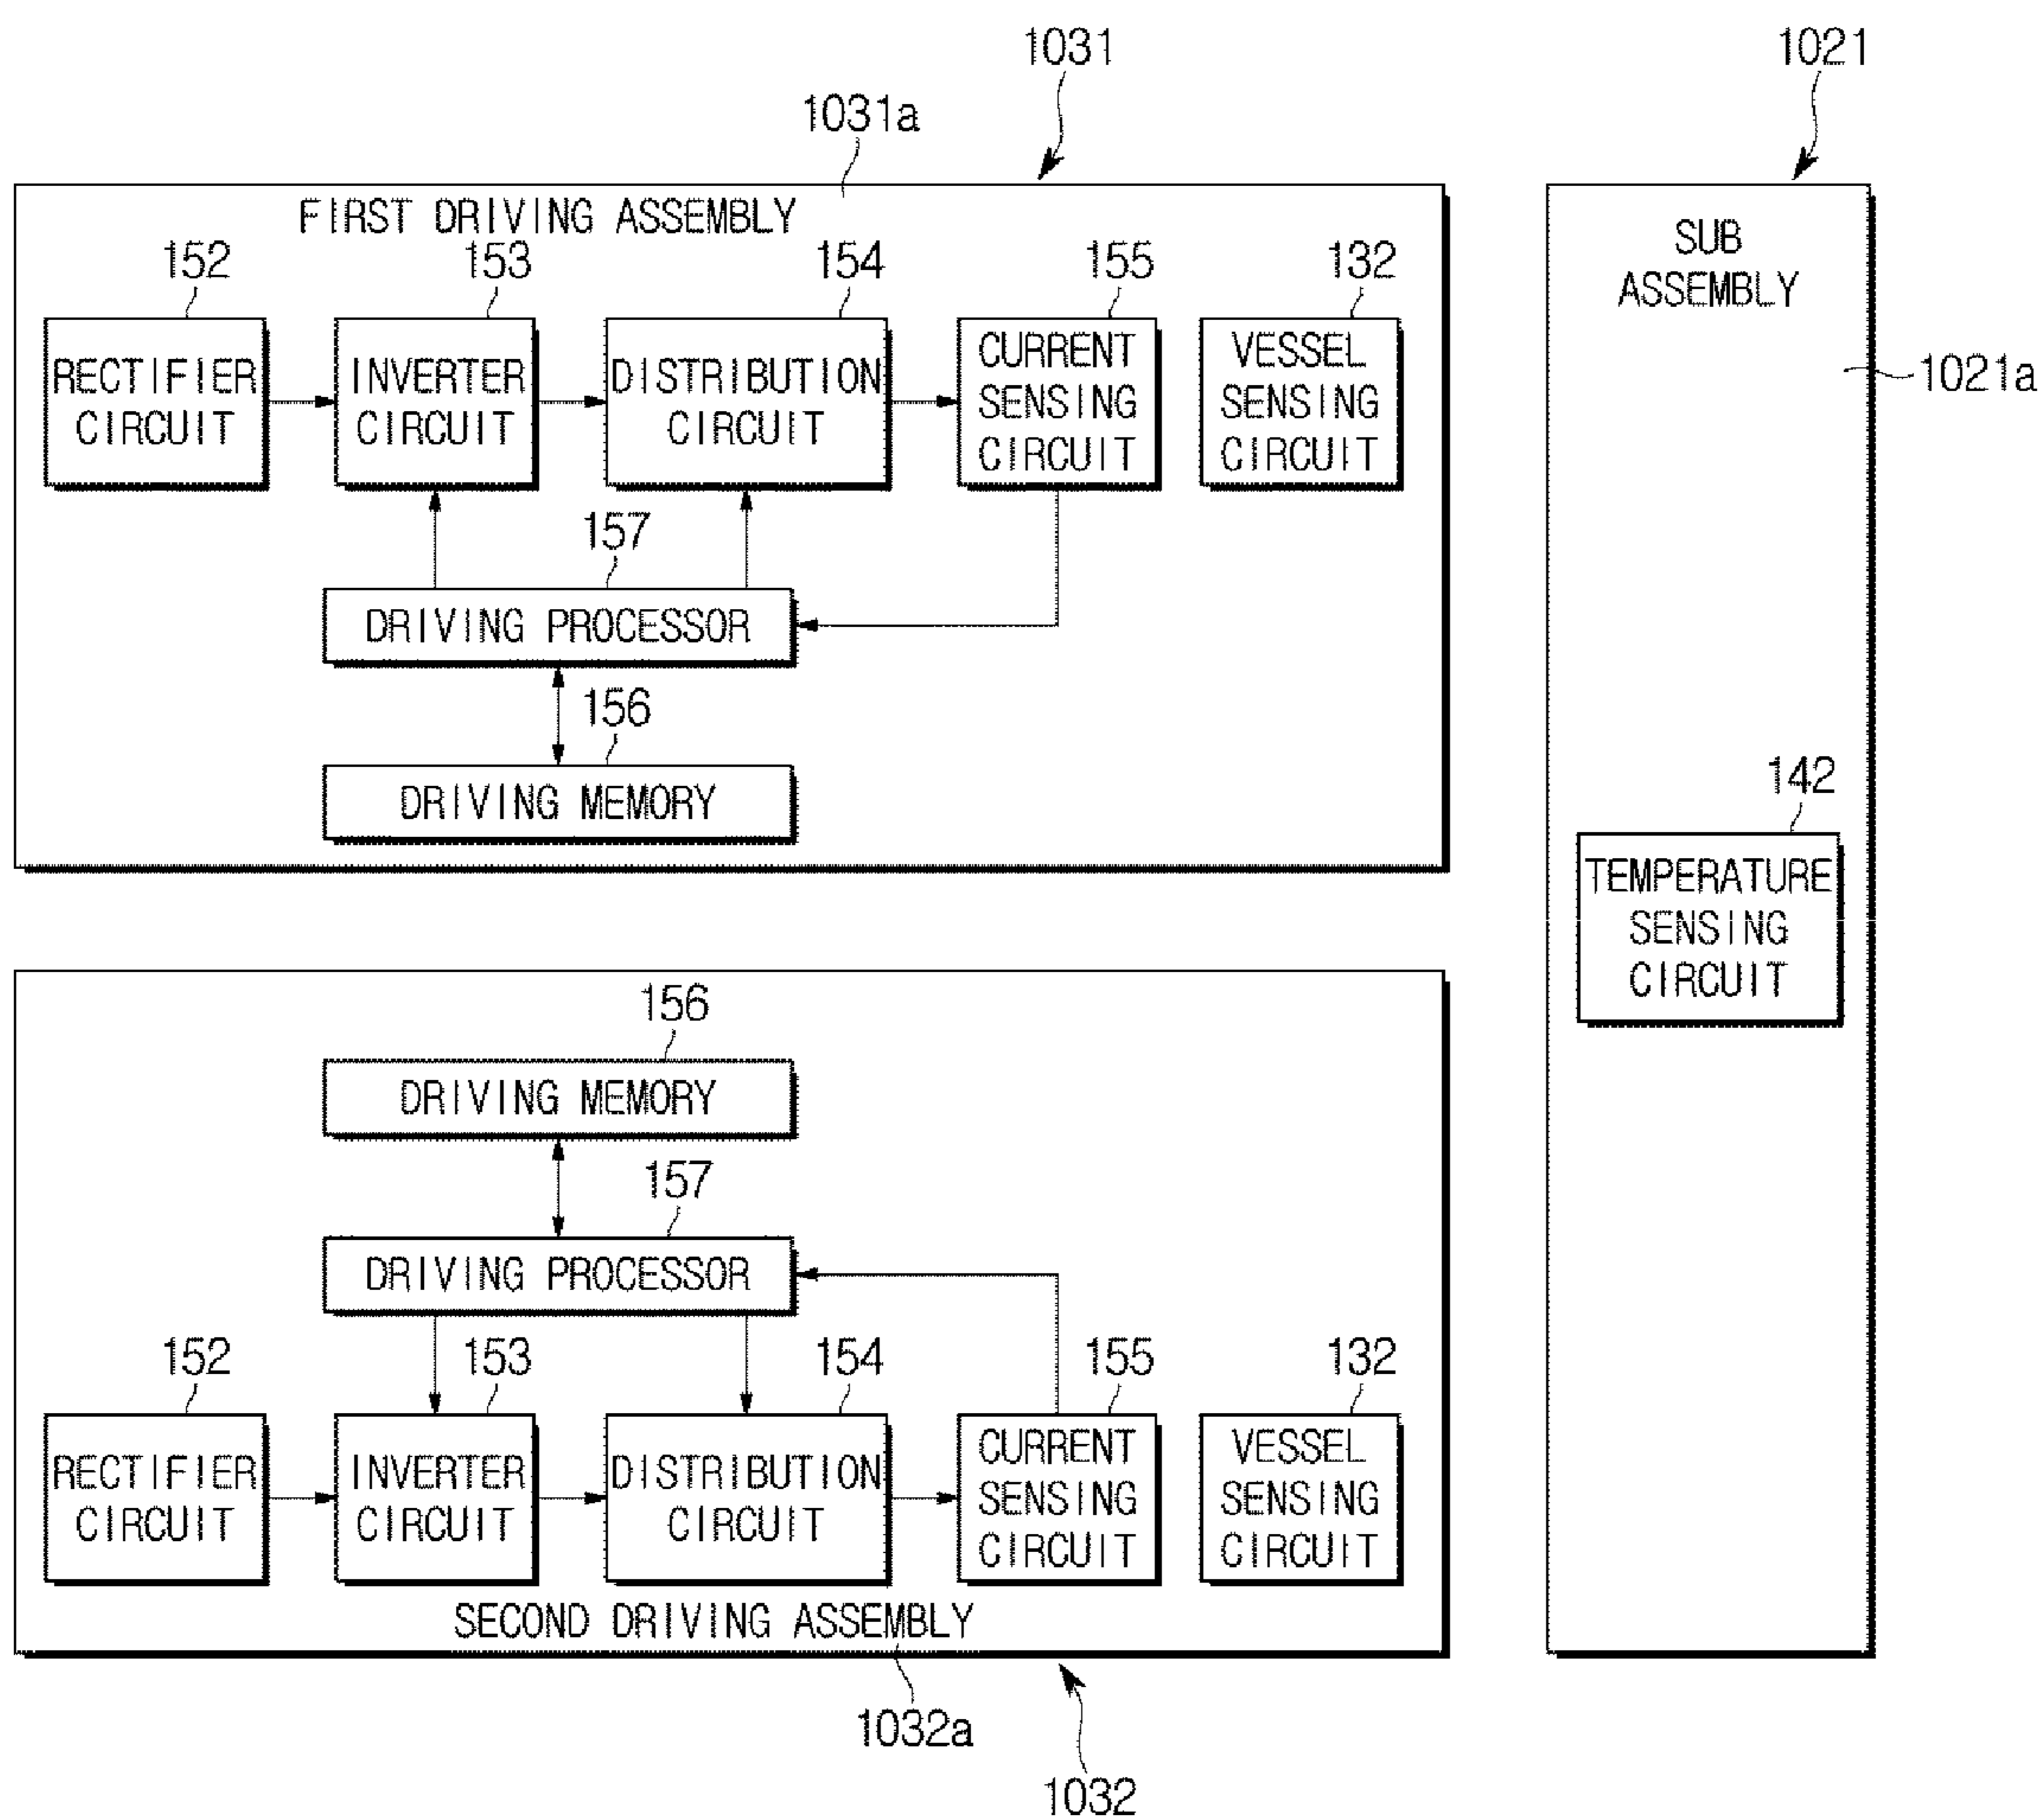 1031
1021
1031a
FIRST DRIVING ASSEMBLY
152
153
154
155
132
RECTIFIER
CIRCUIT
INVERTER
CIRCUIT
DISTRIBUTION
CIRCUIT
CURRENT
SENSING
CIRCUIT
VESSEL
SENSING
CIRCUIT
157
DRIVING PROCESSOR
156
DRIVING MEMORY
SUB
ASSEMBLY
1021a
142
TEMPERATURE
SENSING
CIRCUIT
156
DRIVING MEMORY
157
DRIVING PROCESSOR
152
153
154
155
132
RECTIFIER
CIRCUIT
INVERTER
CIRCUIT
DISTRIBUTION
CIRCUIT
CURRENT
SENSING
CIRCUIT
VESSEL
SENSING
CIRCUIT
SECOND DRIVING ASSEMBLY
1032a
1032